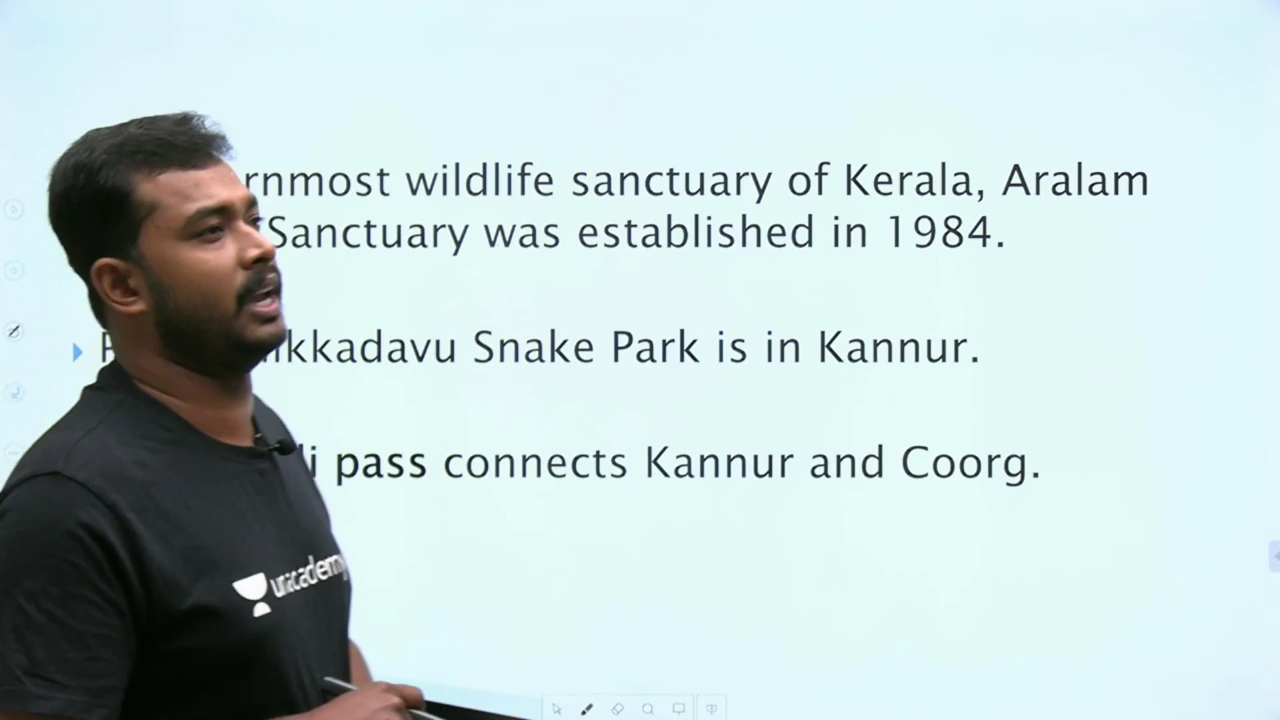 rnmost wildlife sanctuary of Kerala, Aralam
Sanctuary was established in 1984.
ikkadavu Snake Park is in Kannur.
i pass connects Kannur and Coorg.
unacademy